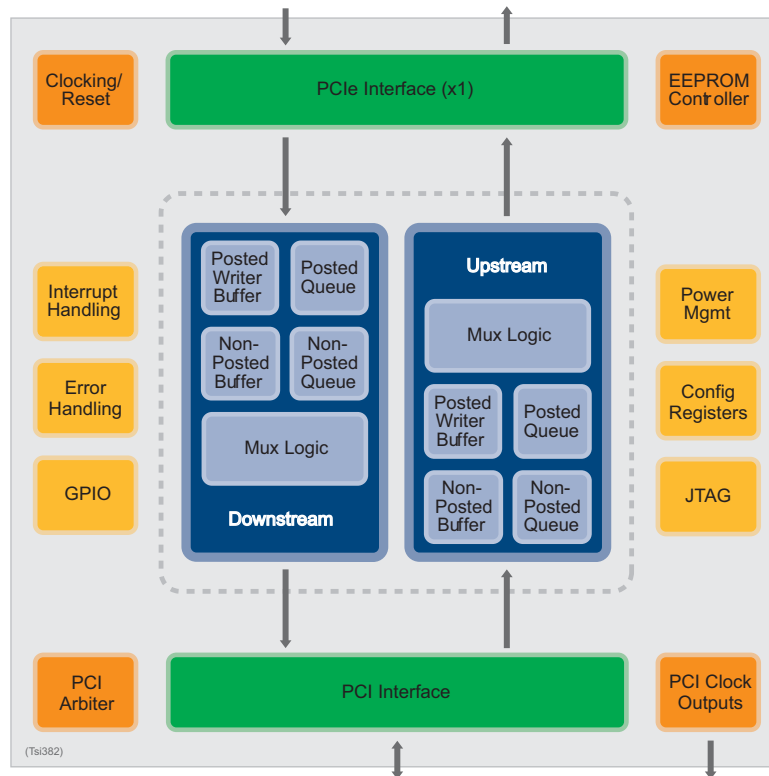 Clocking/
Reset
PCIe Interface (x1)
EEPROM
Controller
Interrupt
Handling
Error
Handling
GPIO
Posted
Writer
Buffer
Posted
Queue
Non-
Posted
Buffer
Non-
Posted
Queue
Mux Logic
Downstream
Upstream
Mux Logic
Posted
Writer
Buffer
Posted
Queue
Non-
Posted
Buffer
Non-
Posted
Queue
Power
Mgmt
Config
Registers
JTAG
PCI
Arbiter
PCI Interface
PCI Clock
Outputs
(Tsi382)